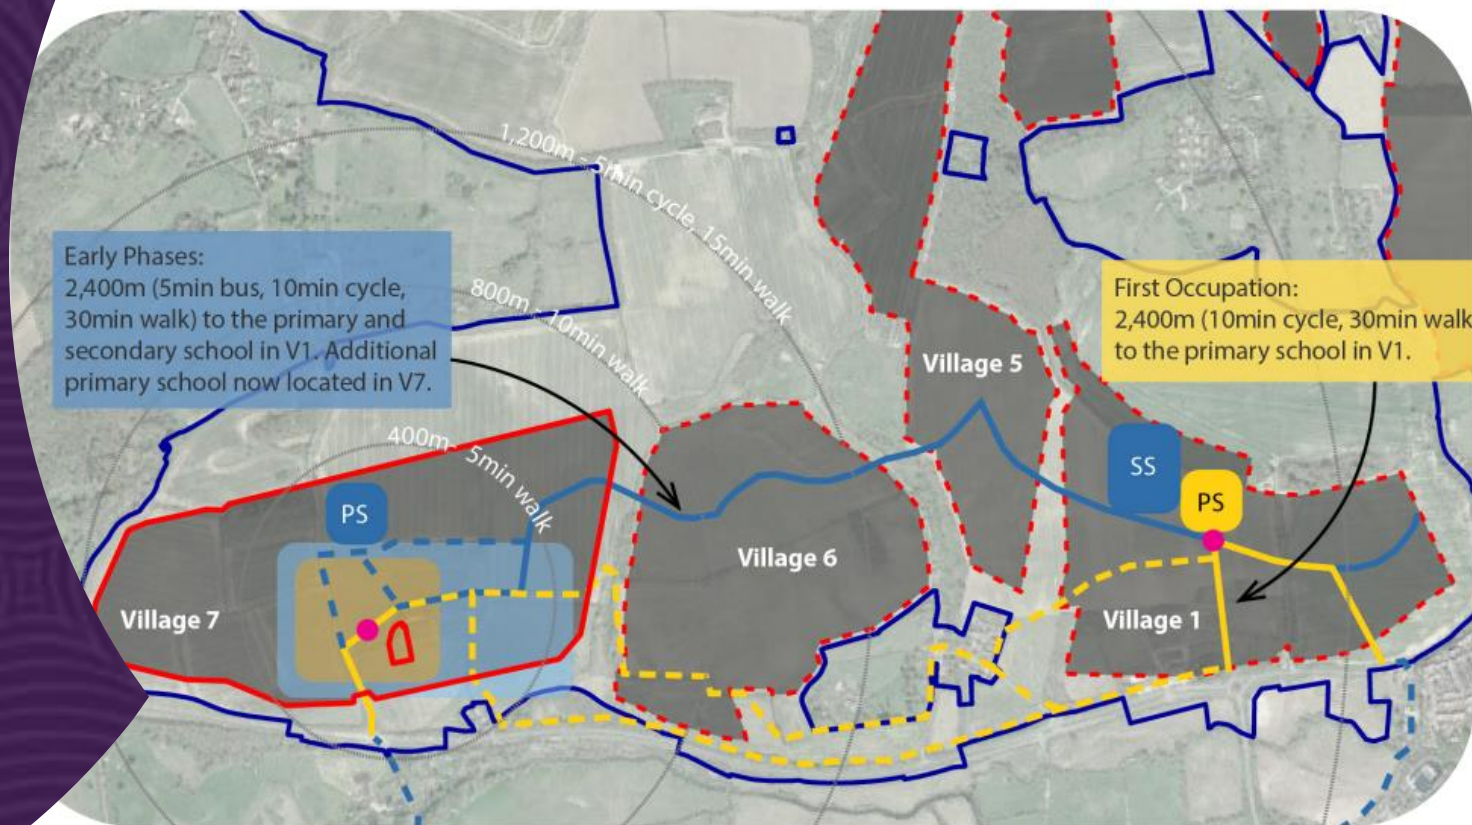 1,200m - 5min cycle, 15min walk
Early Phases:
2,400m (5min bus, 10min cycle,
30min walk) to the primary and
secondary school in V1. Additional
primary school now located in V7.
800m - 10min walk
First Occupation:
2,400m (10min cycle, 30min walk
to the primary school in V1.
Village 5
400m - 5min walk
SS
PS
PS
Village 6
Village 7
Village 1